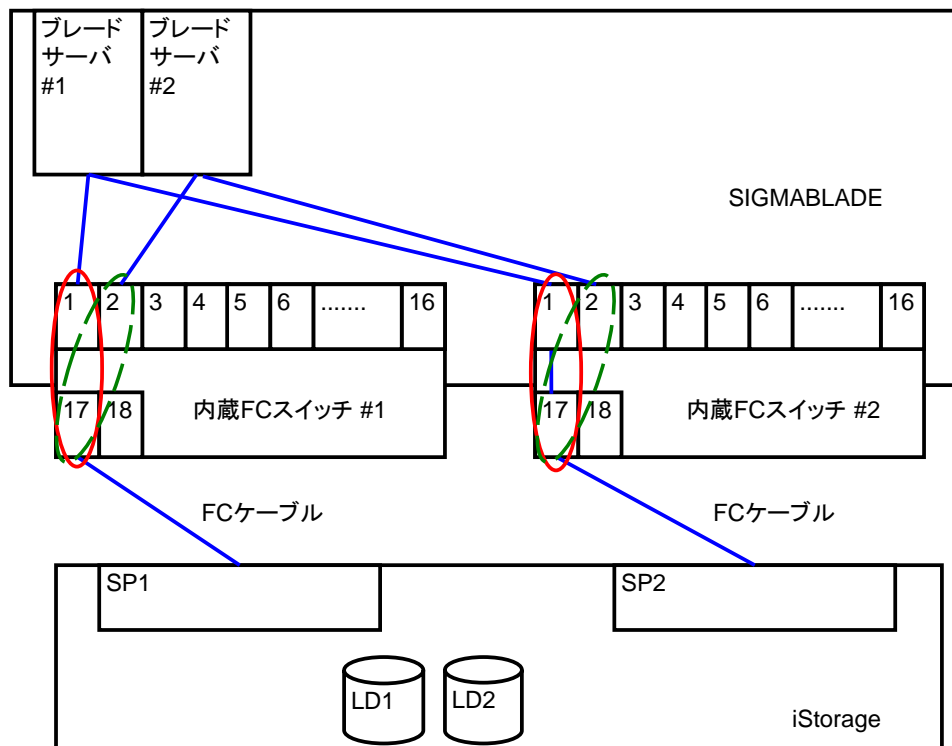 ブレード
サーバ
#1
ブレード
サーバ
#2
SIGMABLADE
1 2 3 4 5 6 ....... 16
1 2 3 4 5 6 ....... 16
17 18 内蔵FCスイッチ #1
17 18 内蔵FCスイッチ #2
FCケーブル
FCケーブル
SP1
SP2
LD1
LD2
iStorage